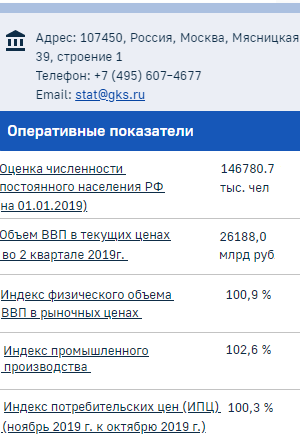 Адрес: 107450, Россия, Москва, Мясницкая
39, строение 1
Телефон: +7 (495) 607-4677
Email: stat@gks.ru
Оперативные показатели
Оценка численности 146780.7
постоянного населения РФ тыс. чел
на 01.01.2019)
Объем ВВП в текущих ценах 26188,0
во 2 квартале 2019г. млрд руб
Индекс физического объема 100,9 %
ВВП в рыночных ценах
Индекс промышленного 102,6 %
производства
Индекс потребительских цен (ИПЦ) 100,3 %
(ноябрь 2019 г. к октябрю 2019 г.)